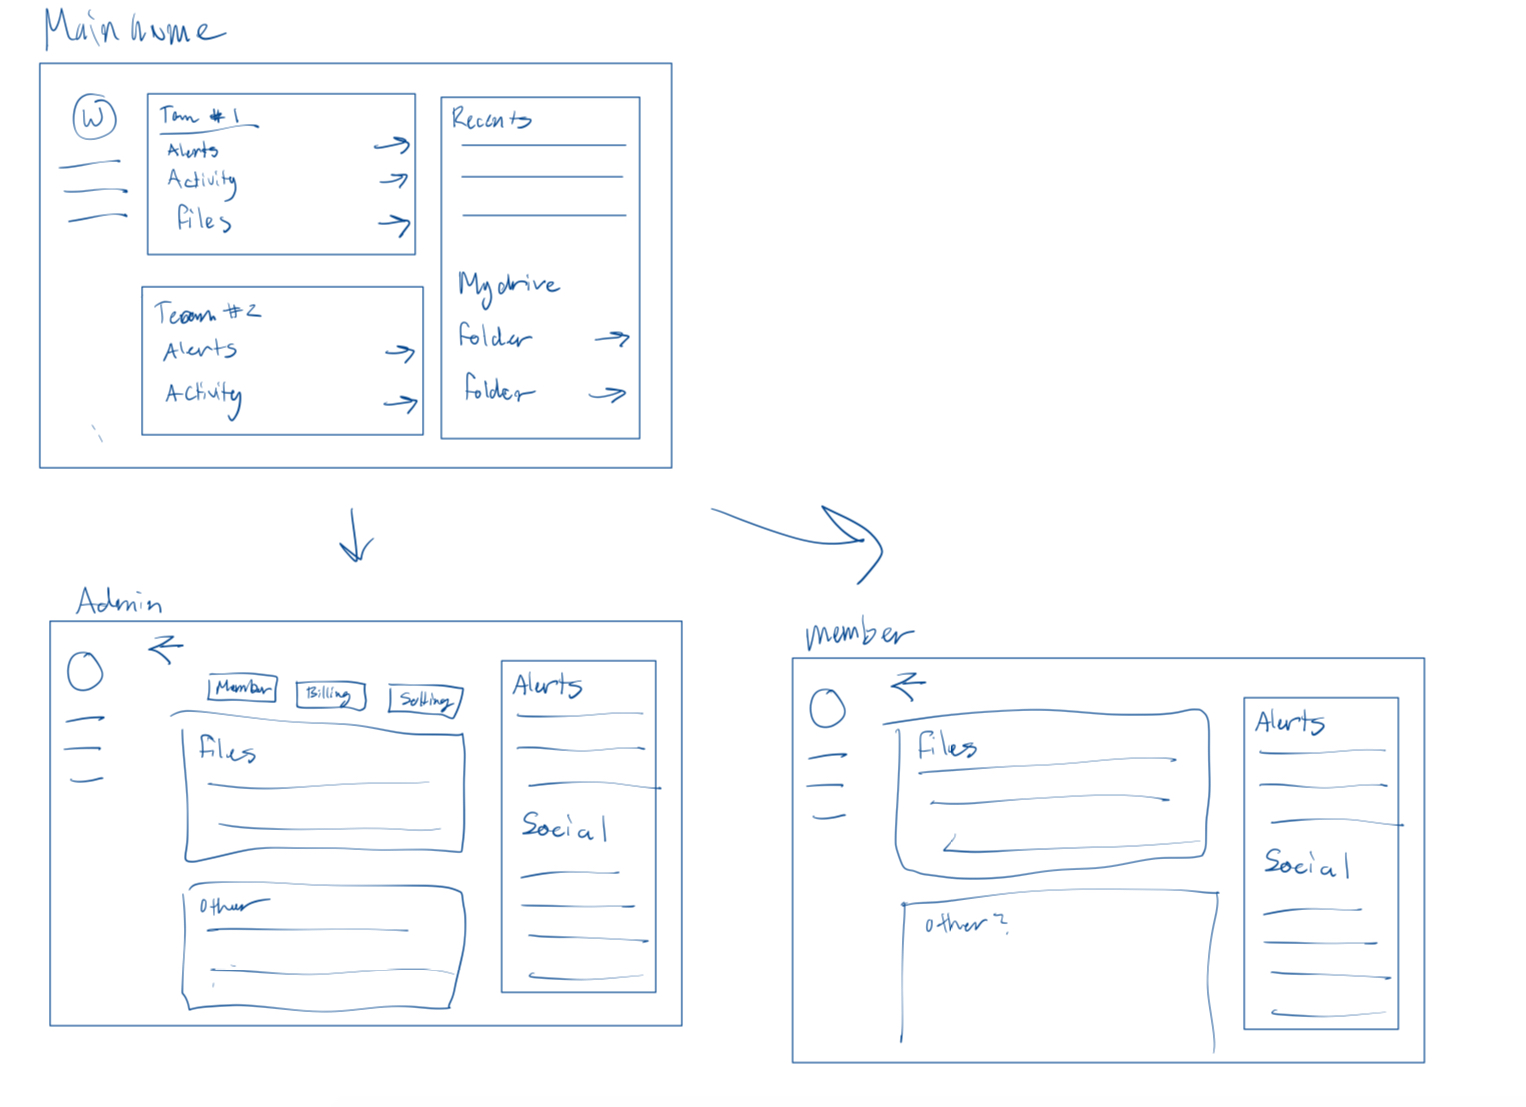 Main home
W
Team #1
Alerts
Activity
Files
Team #2
Alerts
Activity
Recents
My drive
Folder
Folder
Admin
Member
Billing
Setting
Files
Other
Alerts
Social
member
Files
Other?
Alerts
Social